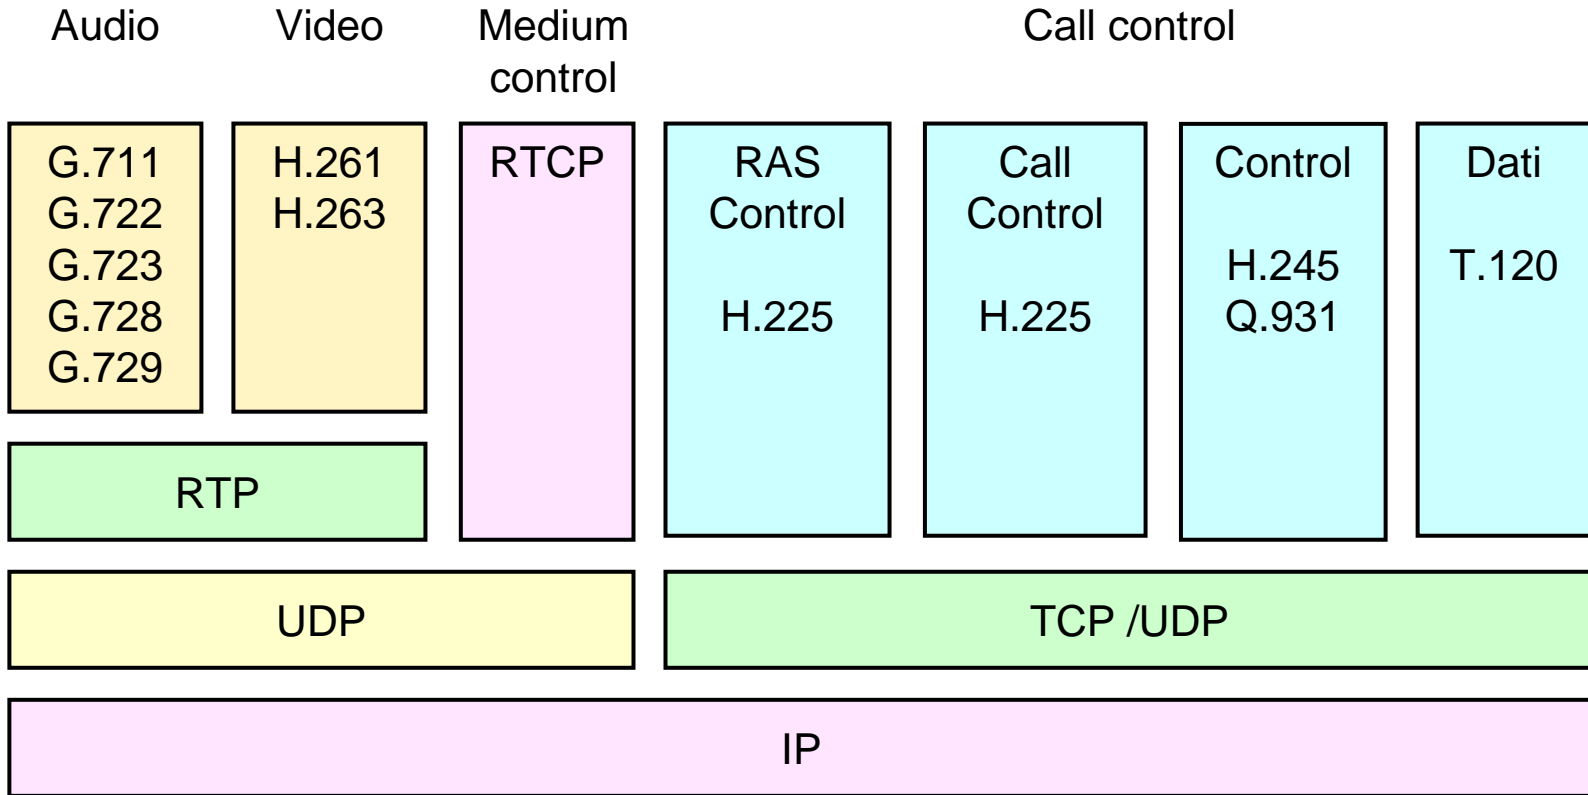 Audio
Video
Medium
control
Call control
G.711
G.722
G.723
G.728
G.729
H.261
H.263
RTCP
RAS
Control
H.225
Call
Control
H.225
Control
H.245
Q.931
Dati
T.120
RTP
UDP
TCP /UDP
IP